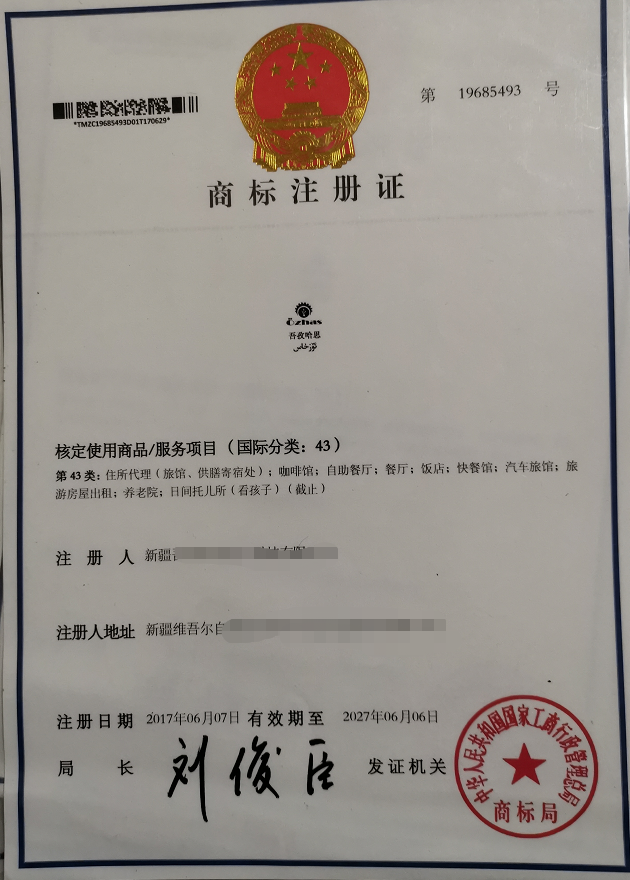 第 19685493 号
*TMZC19685493D01T170629*
商标注册证
Özhas
吾孜哈思
ئۆزخاس
核定使用商品/服务项目（国际分类：43）
第 43 类：住所代理（旅馆、供膳寄宿处）；咖啡馆；自助餐厅；餐厅；饭店；快餐馆；汽车旅馆；旅
游房屋出租；养老院；日间托儿所（看孩子）（截止）
注 册 人 新疆
注册人地址 新疆维吾尔自
注册日期 2017年06月07日 有效期至 2027年06月06日
局 长 刘俊臣 发证机关
中华人民共和国国家工商行政管理总局
商标局